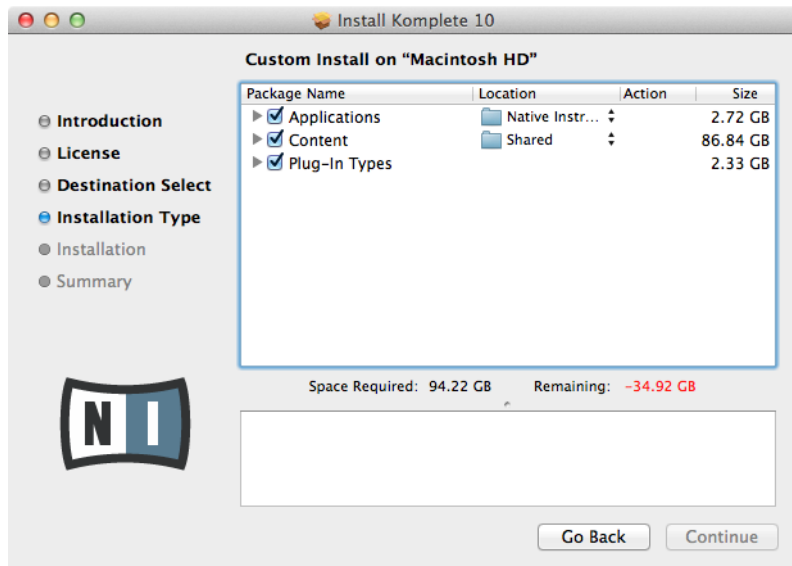 Install Komplete 10
Custom Install on “Macintosh HD”
Package Name Location Action Size
Applications Native Instr... 2.72 GB
Content Shared 86.84 GB
Plug-In Types 2.33 GB
Introduction
License
Destination Select
Installation Type
Installation
Summary
Space Required: 94.22 GB Remaining: -34.92 GB
N I
Go Back Continue